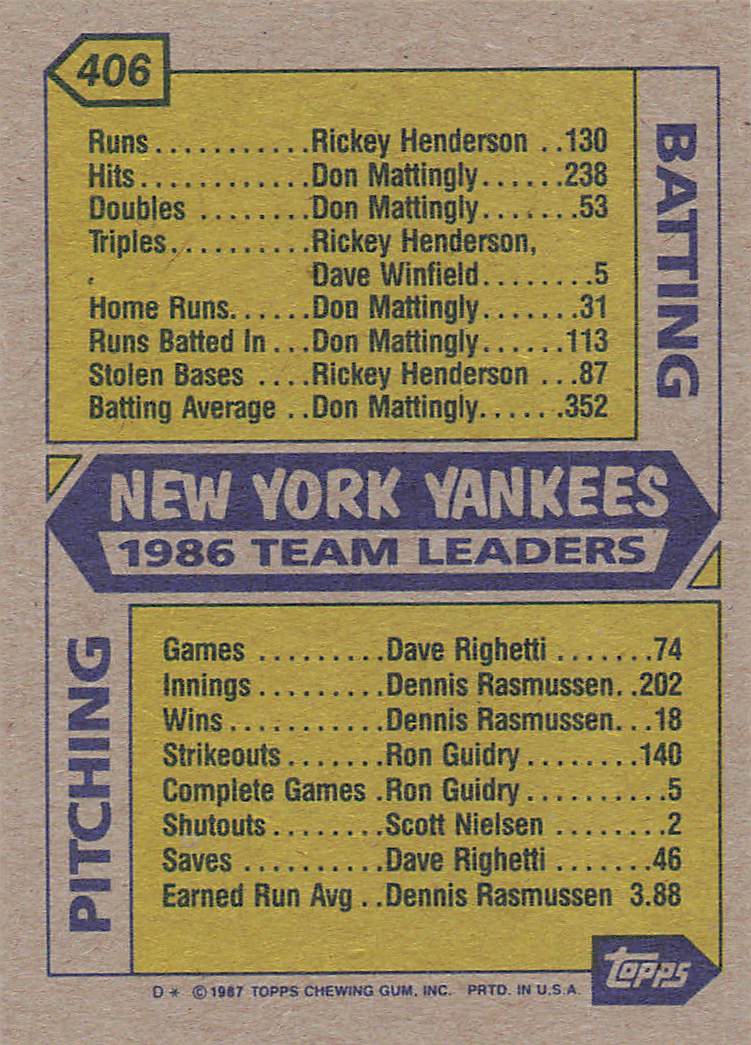 406
BATTING
Runs...........Rickey Henderson ..130
Hits............Don Mattingly......238
Doubles ........Don Mattingly.......53
Triples..........Rickey Henderson,
Dave Winfield........5
Home Runs......Don Mattingly.......31
Runs Batted In ...Don Mattingly......113
Stolen Bases ....Rickey Henderson ...87
Batting Average ..Don Mattingly......352
NEW YORK YANKEES
1986 TEAM LEADERS
PITCHING
Games .........Dave Righetti .......74
Innings.........Dennis Rasmussen..202
Wins............Dennis Rasmussen...18
Strikeouts.......Ron Guidry........140
Complete Games .Ron Guidry..........5
Shutouts........Scott Nielsen ........2
Saves ..........Dave Righetti .......46
Earned Run Avg ..Dennis Rasmussen 3.88
topps
D * ©1987 TOPPS CHEWING GUM, INC. PRTD. IN U.S.A.